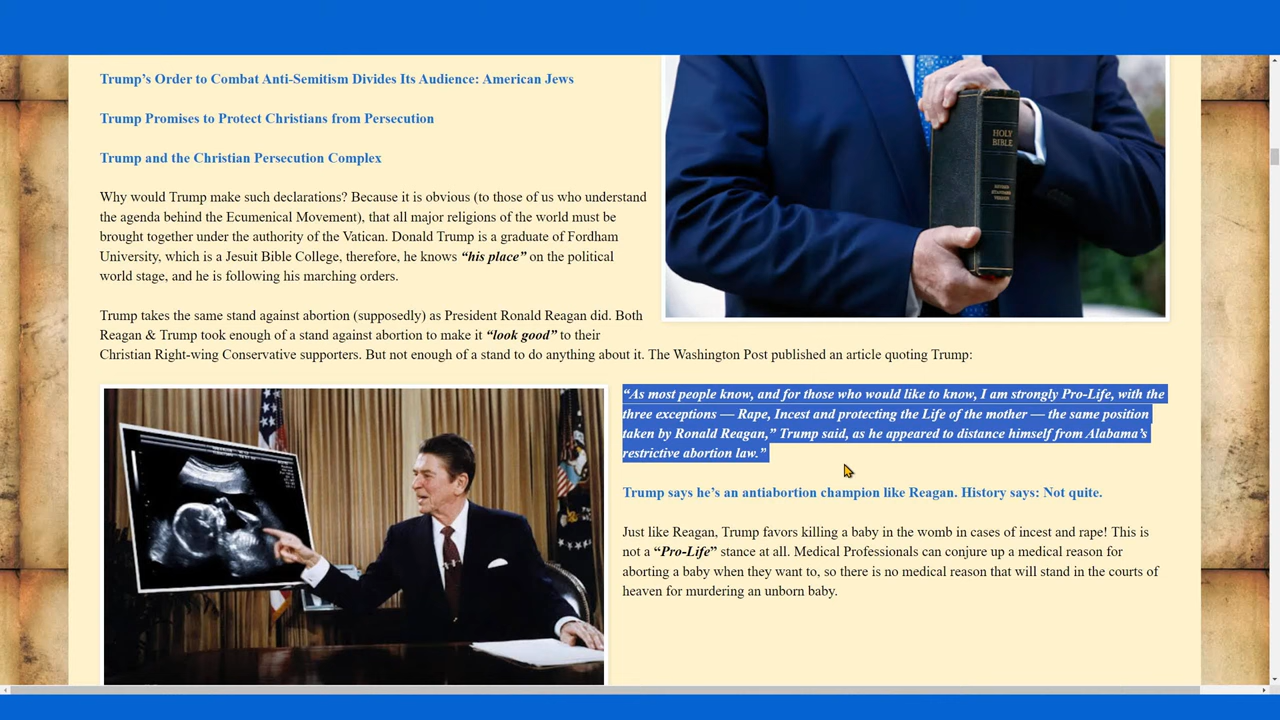 Trump’s Order to Combat Anti-Semitism Divides Its Audience: American Jews
Trump Promises to Protect Christians from Persecution
Trump and the Christian Persecution Complex
HOLY
BIBLE
Why would Trump make such declarations? Because it is obvious (to those of us who understand
the agenda behind the Ecumenical Movement), that all major religions of the world must be
brought together under the authority of the Vatican. Donald Trump is a graduate of Fordham
University, which is a Jesuit Bible College, therefore, he knows “his place” on the political
world stage, and he is following his marching orders.
Trump takes the same stand against abortion (supposedly) as President Ronald Reagan did. Both
Reagan & Trump took enough of a stand against abortion to make it “look good” to their
Christian Right-wing Conservative supporters. But not enough of a stand to do anything about it. The Washington Post published an article quoting Trump:
“As most people know, and for those who would like to know, I am strongly Pro-Life, with the
three exceptions — Rape, Incest and protecting the Life of the mother — the same position
taken by Ronald Reagan,” Trump said, as he appeared to distance himself from Alabama’s
restrictive abortion law.”
Trump says he’s an antiabortion champion like Reagan. History says: Not quite.
Just like Reagan, Trump favors killing a baby in the womb in cases of incest and rape! This is
not a “Pro-Life” stance at all. Medical Professionals can conjure up a medical reason for
aborting a baby when they want to, so there is no medical reason that will stand in the courts of
heaven for murdering an unborn baby.